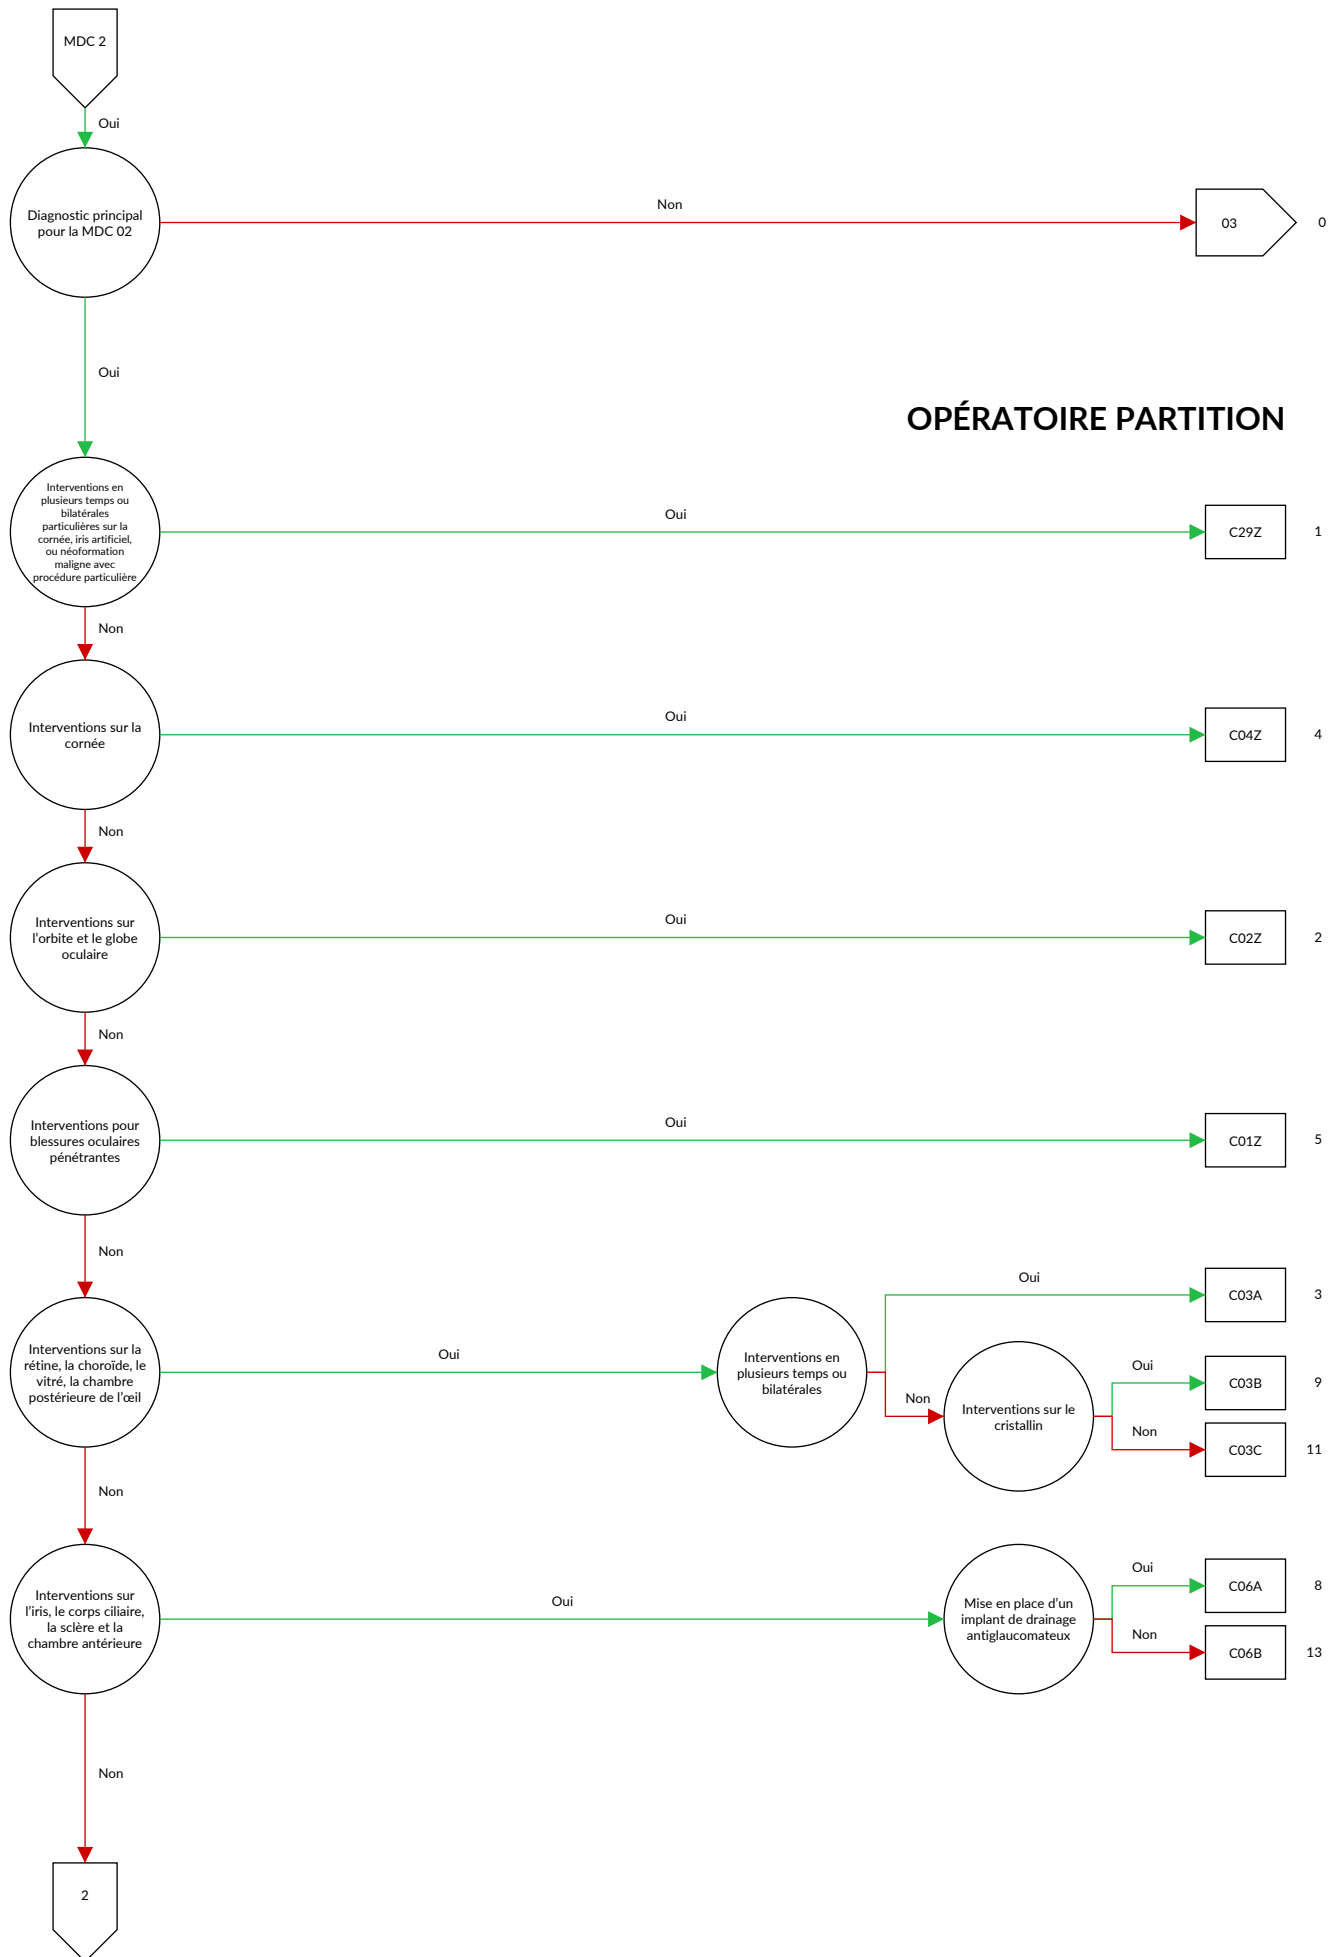 MDC 2
Oui
Diagnostic principal
pour la MDC 02
Non
03
0
Oui
OPÉRATOIRE PARTITION
Interventions en
plusieurs temps ou
bilatérales
particulières sur la
cornée, iris artificiel,
ou néoformation
maligne avec
procédure particulière
Oui
C29Z
1
Non
Interventions sur la
cornée
Oui
C04Z
4
Non
Interventions sur
l'orbite et le globe
oculaire
Oui
C02Z
2
Non
Interventions pour
blessures oculaires
pénétrantes
Oui
C01Z
5
Non
Interventions sur la
rétine, la choroïde, le
vitré, la chambre
postérieure de l'œil
Oui
Interventions en
plusieurs temps ou
bilatérales
Oui
C03A
3
Non
Interventions sur le
cristallin
Oui
C03B
9
Non
C03C
11
Non
Interventions sur
l'iris, le corps ciliaire,
la sclère et la
chambre antérieure
Oui
Mise en place d'un
implant de drainage
antiglaucomateux
Oui
C06A
8
Non
C06B
13
Non
2